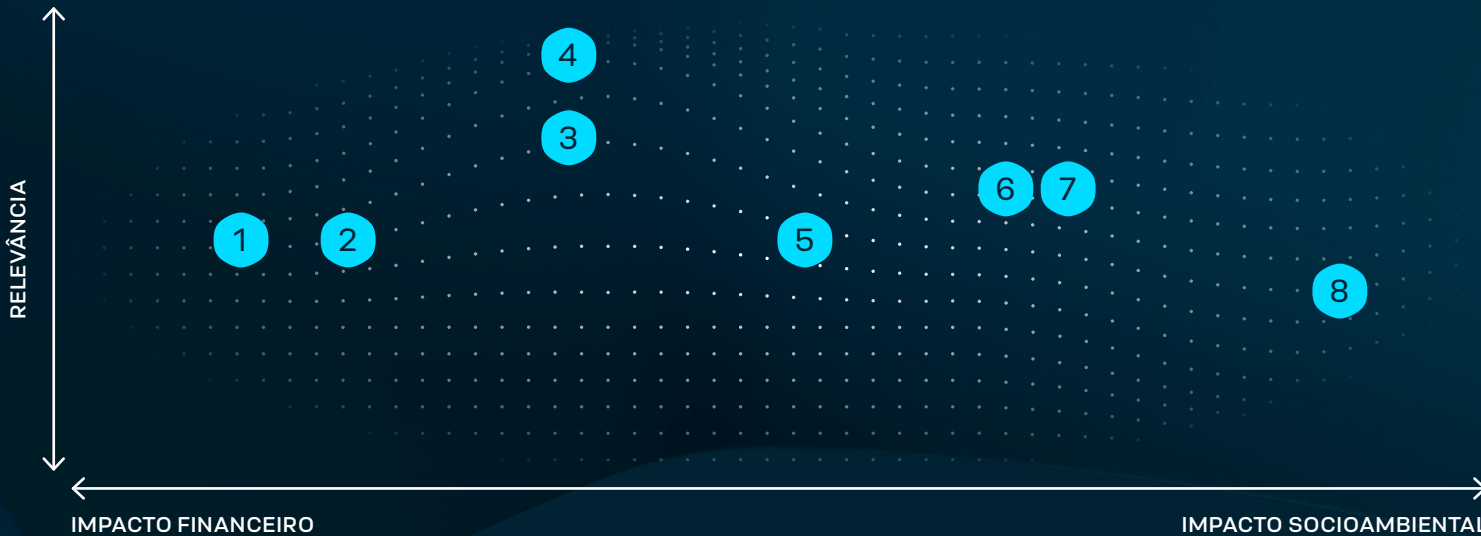 4
3
6 7
1 2 5
8
RELEVÂNCIA
IMPACTO FINANCEIRO
IMPACTO SOCIOAMBIENTAL